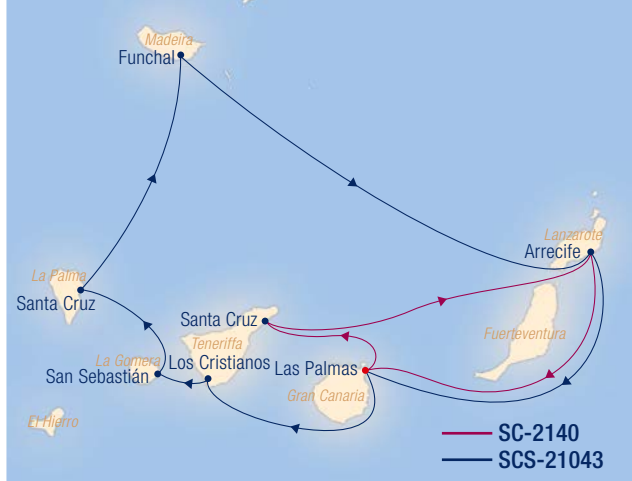 Madeira
Funchal
Lanzarote
Arrecife
La Palma
Santa Cruz
Santa Cruz
Teneriffa
Fuerteventura
La Gomera
Los Cristianos
Las Palmas
San Sebastián
Gran Canaria
El Hierro
SC-2140
SCS-21043